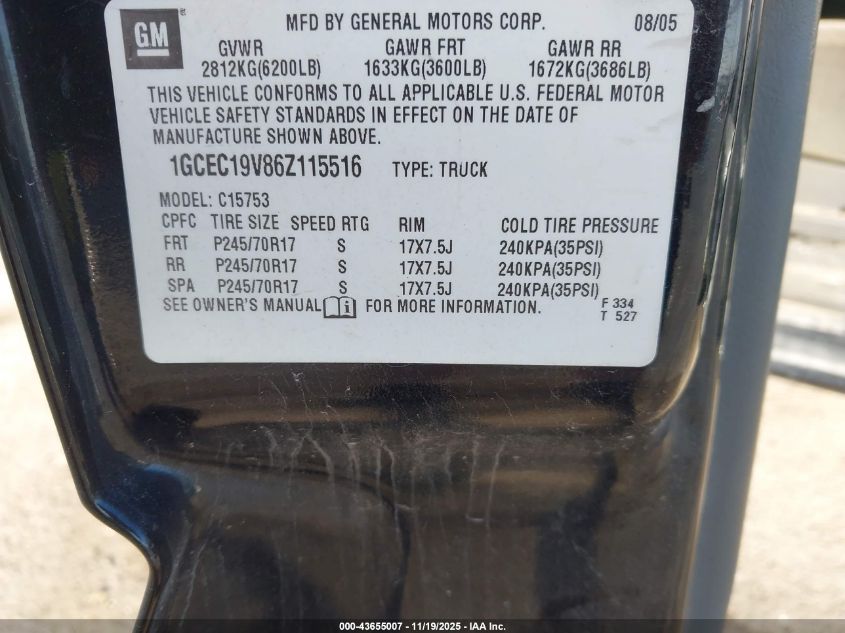 GM
MFD BY GENERAL MOTORS CORP. 08/05
GVWR GAWR FRT GAWR RR
2812KG(6200LB) 1633KG(3600LB) 1672KG(3686LB)
THIS VEHICLE CONFORMS TO ALL APPLICABLE U.S. FEDERAL MOTOR
VEHICLE SAFETY STANDARDS IN EFFECT ON THE DATE OF
MANUFACTURE SHOWN ABOVE.
1GCEC19V86Z115516 TYPE: TRUCK
MODEL: C15753
CPFC TIRE SIZE SPEED RTG RIM COLD TIRE PRESSURE
FRT P245/70R17 S 17X7.5J 240KPA(35PSI)
RR P245/70R17 S 17X7.5J 240KPA(35PSI)
SPA P245/70R17 S 17X7.5J 240KPA(35PSI)
SEE OWNER'S MANUAL i FOR MORE INFORMATION. F 334
T 527
000-43655007 - 11/19/2025 - IAA Inc.